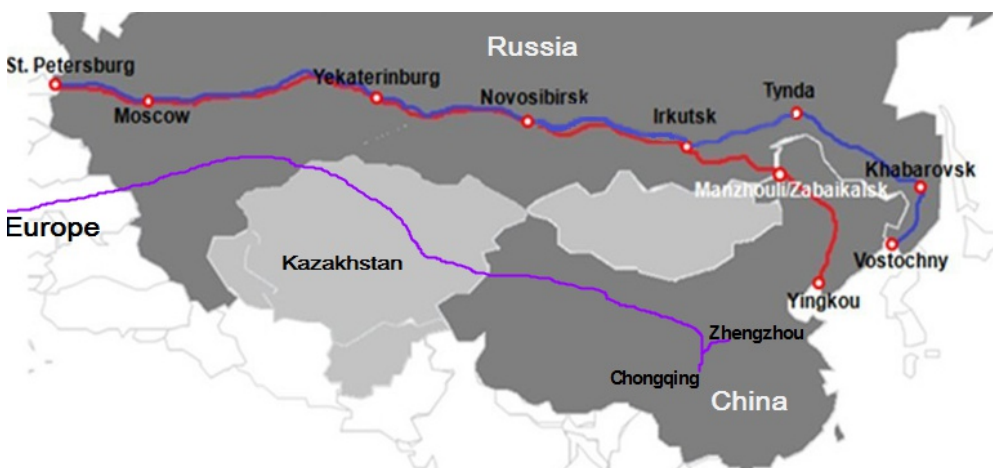 Russia
St. Petersburg
Yekaterinburg
Novosibirsk
Irkutsk
Tynda
Moscow
Khabarovsk
Manzhouli/Zabaikalsk
Europe
Kazakhstan
Vostochny
Yingkou
Zhengzhou
Chongqing
China